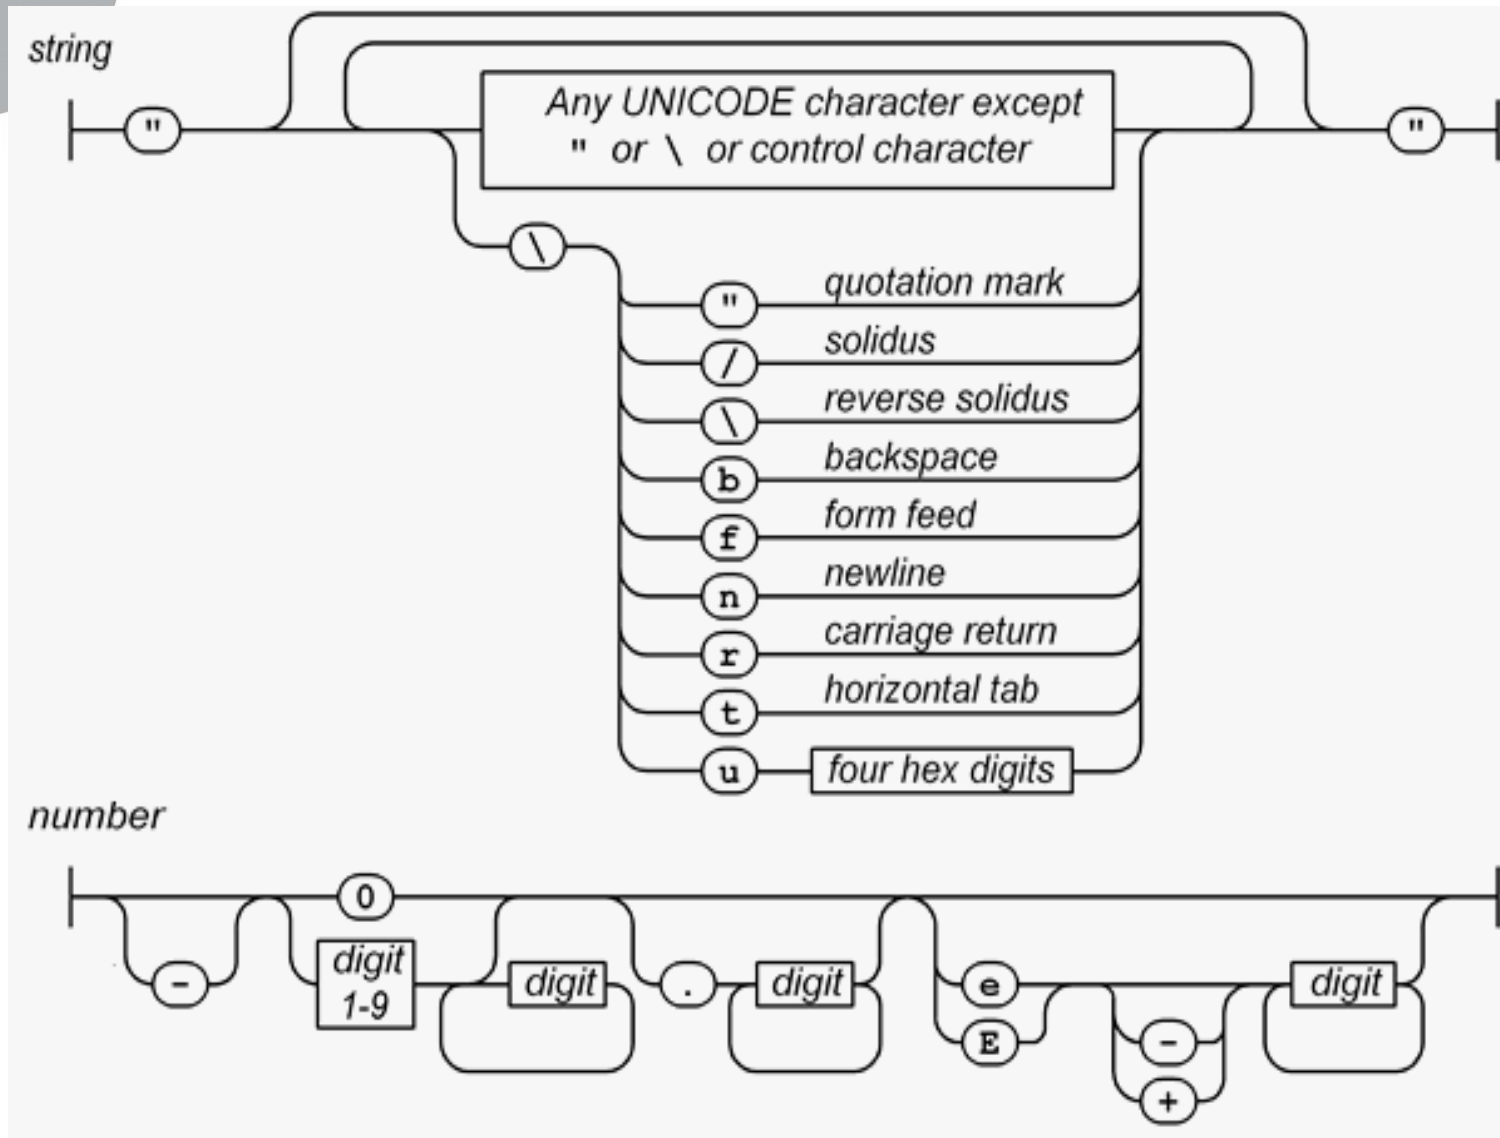 string
"
Any UNICODE character except
" or \ or control character
"
\
" quotation mark
/ solidus
\ reverse solidus
b backspace
f form feed
n newline
r carriage return
t horizontal tab
u four hex digits
number
0
digit
1-9
-
digit
.
digit
e
E
-
+
digit